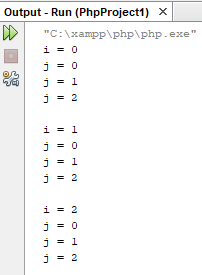 Output - Run (PhpProject1)
"C:\xampp\php\php.exe"
i = 0
j = 0
j = 1
j = 2

i = 1
j = 0
j = 1
j = 2

i = 2
j = 0
j = 1
j = 2